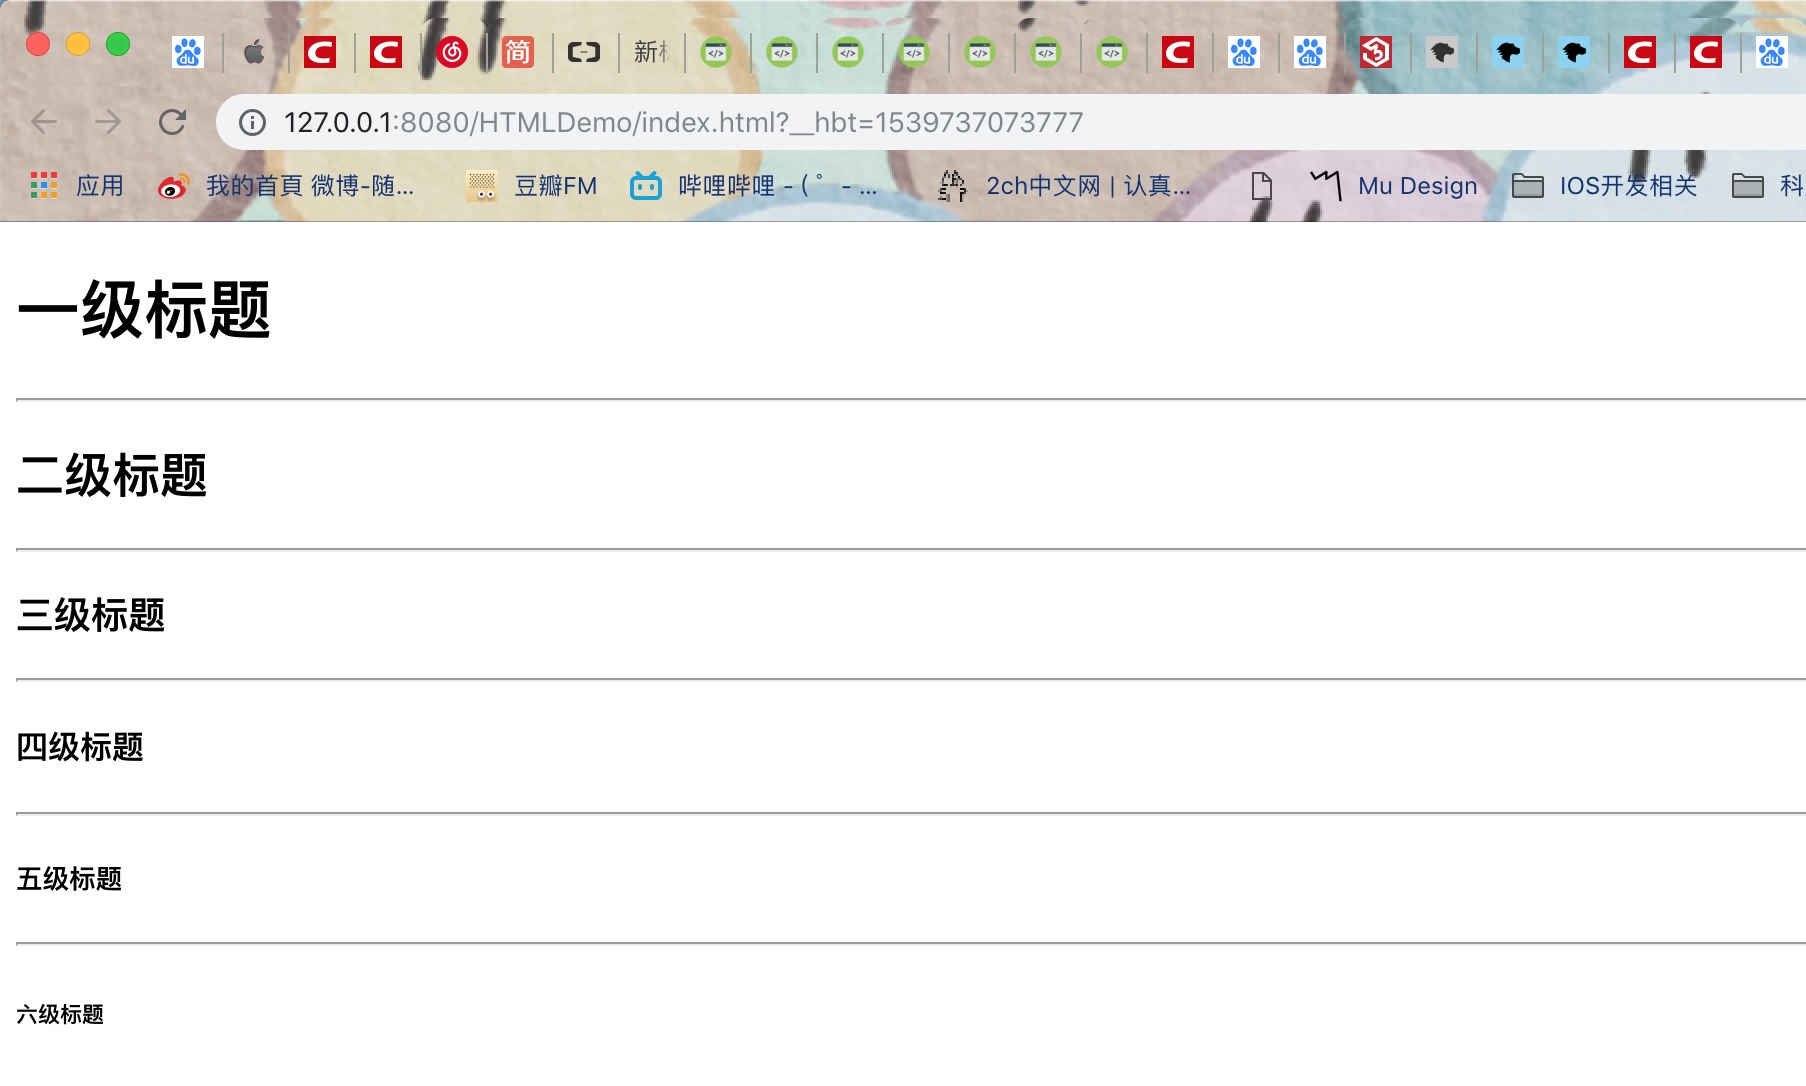 简 新标
127.0.0.1:8080/HTMLDemo/index.html?__hbt=1539737073777
应用 我的首頁 微博-随... 豆瓣FM 哔哩哔哩 - ( ゜ - ... 2ch中文网 | 认真... Mu Design IOS开发相关 科
一级标题
二级标题
三级标题
四级标题
五级标题
六级标题